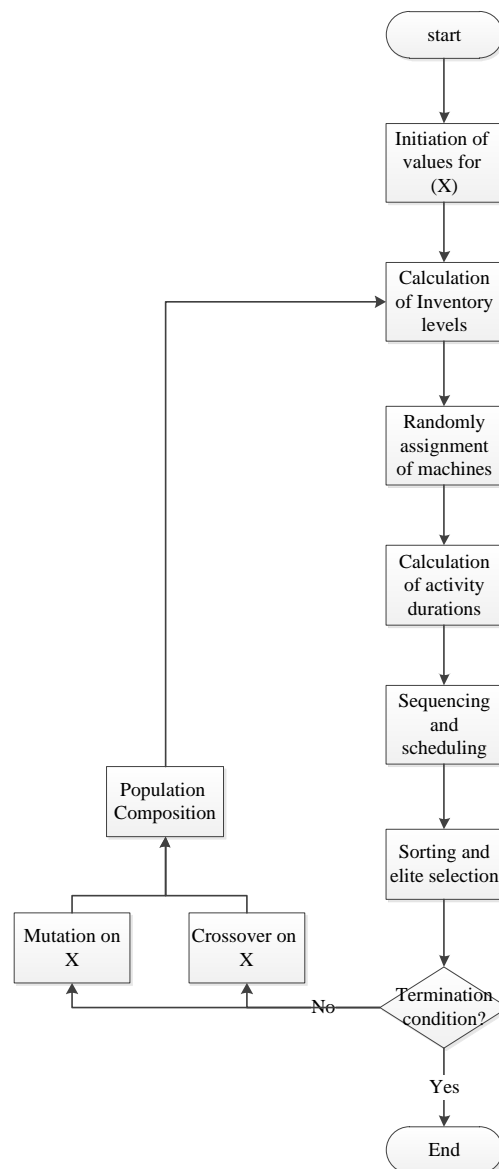 start
Initiation of
values for
(X)
Calculation
of Inventory
levels
Randomly
assignment
of machines
Calculation
of activity
durations
Sequencing
and
scheduling
Population
Composition
Sorting and
elite selection
Mutation on
X
Crossover on
X
Termination
condition?
No
Yes
End